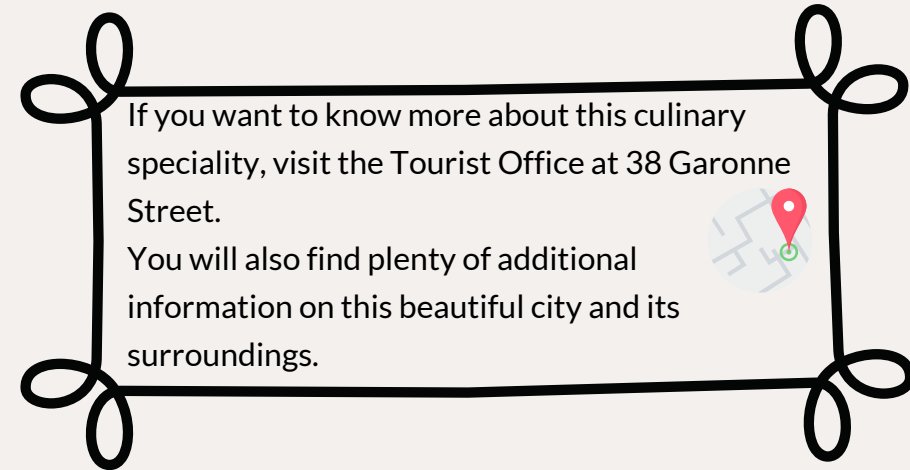 If you want to know more about this culinary
speciality, visit the Tourist Office at 38 Garonne
Street.
You will also find plenty of additional
information on this beautiful city and its
surroundings.